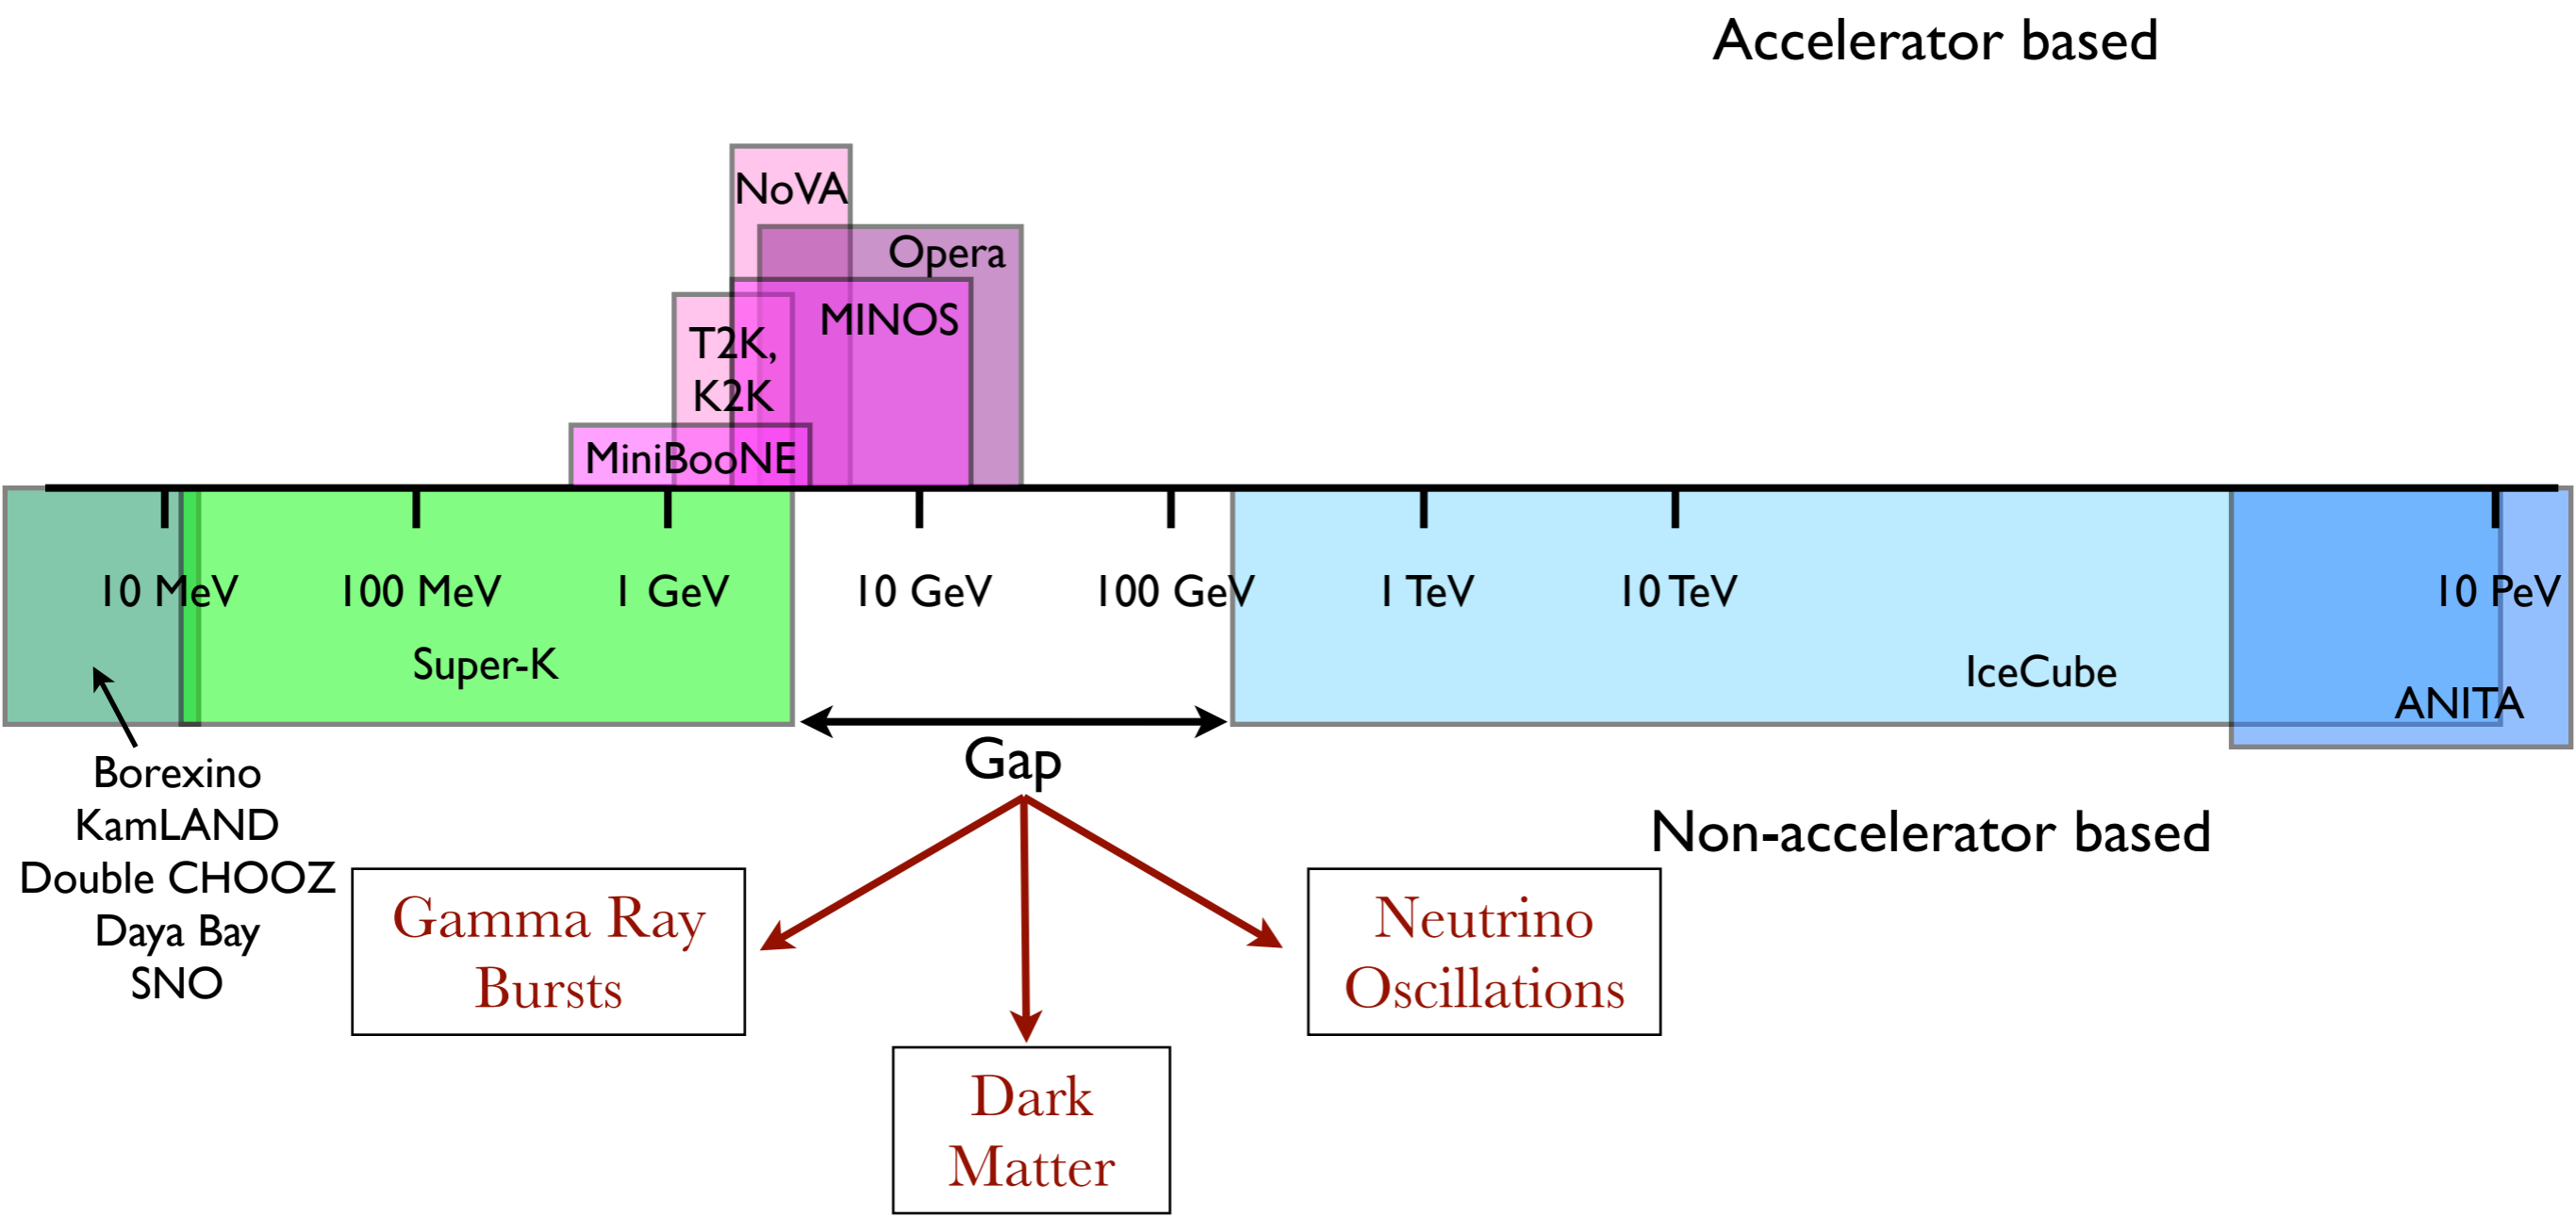 Accelerator based
NoVA
Opera
MINOS
T2K,
K2K
MiniBooNE
10 MeV
100 MeV
1 GeV
10 GeV
100 GeV
1 TeV
10 TeV
10 PeV
Super-K
IceCube
ANITA
Gap
Borexino
KamLAND
Double CHOOZ
Daya Bay
SNO
Non-accelerator based
Gamma Ray
Bursts
Neutrino
Oscillations
Dark
Matter